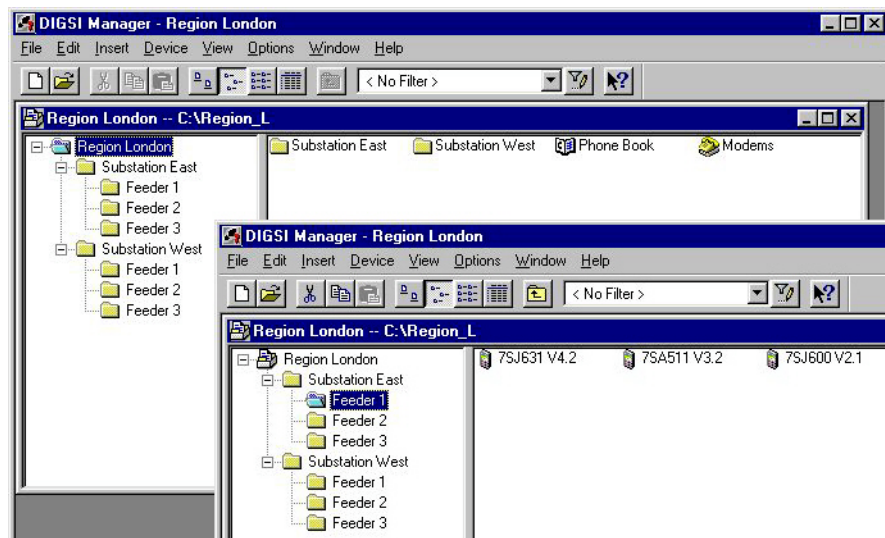 DIGSI Manager - Region London
File Edit Insert Device View Options Window Help
< No Filter >
Region London -- C:\Region_L
Region London
Substation East
Feeder 1
Feeder 2
Feeder 3
Substation West
Feeder 1
Feeder 2
Feeder 3
Substation East Substation West Phone Book Modems
DIGSI Manager - Region London
File Edit Insert Device View Options Window Help
< No Filter >
Region London -- C:\Region_L
Region London
Substation East
Feeder 1
Feeder 2
Feeder 3
Substation West
Feeder 1
Feeder 2
Feeder 3
7SJ631 V4.2 7SA511 V3.2 7SJ600 V2.1